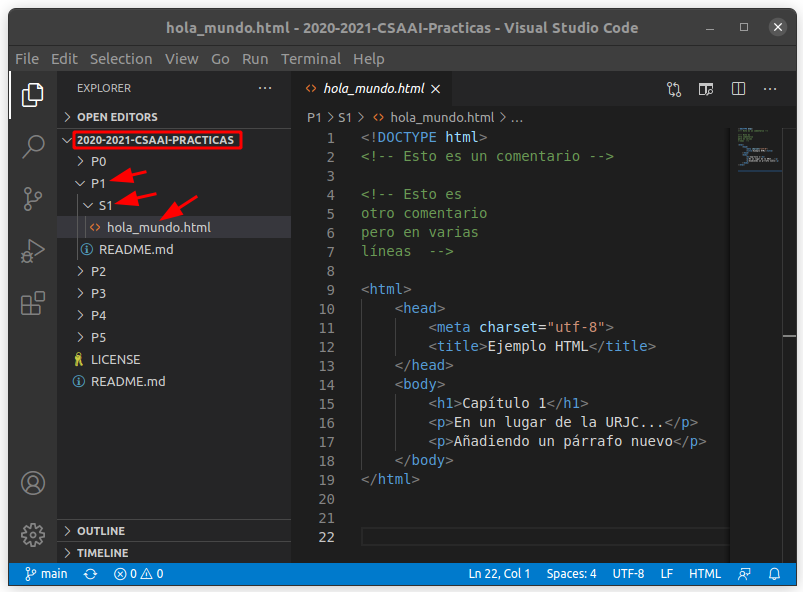 hola_mundo.html - 2020-2021-CSAAI-Practicas - Visual Studio Code
File Edit Selection View Go Run Terminal Help
EXPLORER
OPEN EDITORS
2020-2021-CSAAI-PRACTICAS
P0
P1
S1
hola_mundo.html
README.md
P2
P3
P4
P5
LICENSE
README.md
OUTLINE
TIMELINE
hola_mundo.html
P1 > S1 > hola_mundo.html > ...
1 <!DOCTYPE html>
2 <!-- Esto es un comentario -->
3
4 <!-- Esto es
5 otro comentario
6 pero en varias
7 líneas  -->
8
9 <html>
10     <head>
11         <meta charset="utf-8">
12         <title>Ejemplo HTML</title>
13     </head>
14     <body>
15         <h1>Capítulo 1</h1>
16         <p>En un lugar de la URJC...</p>
17         <p>Añadiendo un párrafo nuevo</p>
18     </body>
19 </html>
20
21
22
main 0 0 Ln 22, Col 1 Spaces: 4 UTF-8 LF HTML